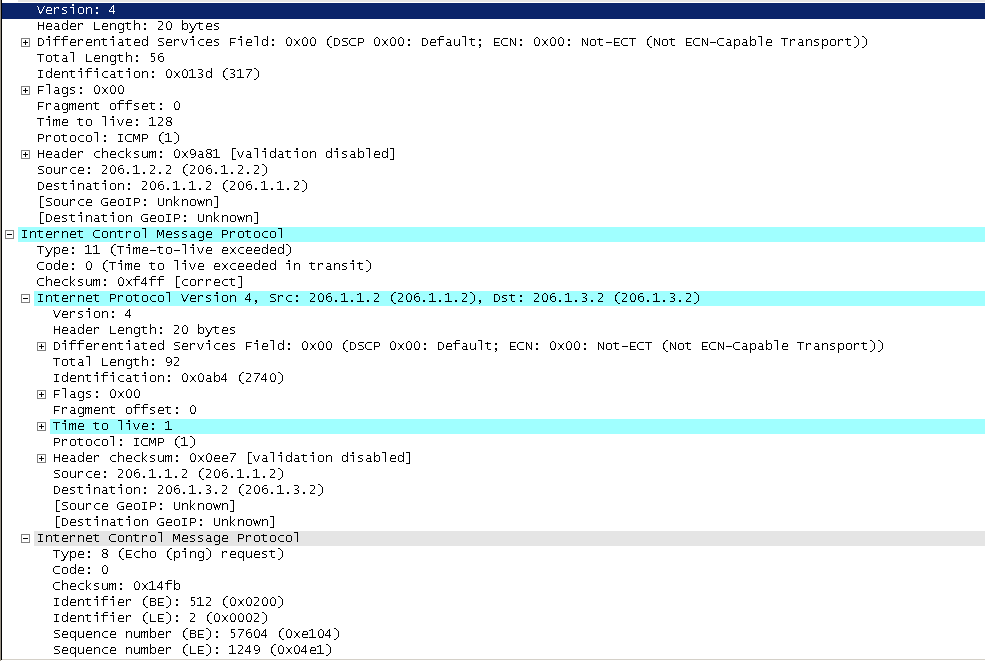 Version: 4
Header Length: 20 bytes
Differentiated Services Field: 0x00 (DSCP 0x00: Default; ECN: 0x00: Not-ECT (Not ECN-Capable Transport))
Total Length: 56
Identification: 0x013d (317)
Flags: 0x00
Fragment offset: 0
Time to live: 128
Protocol: ICMP (1)
Header checksum: 0x9a81 [validation disabled]
Source: 206.1.2.2 (206.1.2.2)
Destination: 206.1.1.2 (206.1.1.2)
[Source GeoIP: Unknown]
[Destination GeoIP: Unknown]
Internet Control Message Protocol
Type: 11 (Time-to-live exceeded)
Code: 0 (Time to live exceeded in transit)
Checksum: 0xf4ff [correct]
Internet Protocol Version 4, Src: 206.1.1.2 (206.1.1.2), Dst: 206.1.3.2 (206.1.3.2)
Version: 4
Header Length: 20 bytes
Differentiated Services Field: 0x00 (DSCP 0x00: Default; ECN: 0x00: Not-ECT (Not ECN-Capable Transport))
Total Length: 92
Identification: 0x0ab4 (2740)
Flags: 0x00
Fragment offset: 0
Time to live: 1
Protocol: ICMP (1)
Header checksum: 0x0ee7 [validation disabled]
Source: 206.1.1.2 (206.1.1.2)
Destination: 206.1.3.2 (206.1.3.2)
[Source GeoIP: Unknown]
[Destination GeoIP: Unknown]
Internet Control Message Protocol
Type: 8 (Echo (ping) request)
Code: 0
Checksum: 0x14fb
Identifier (BE): 512 (0x0200)
Identifier (LE): 2 (0x0002)
Sequence number (BE): 57604 (0xe104)
Sequence number (LE): 1249 (0x04e1)